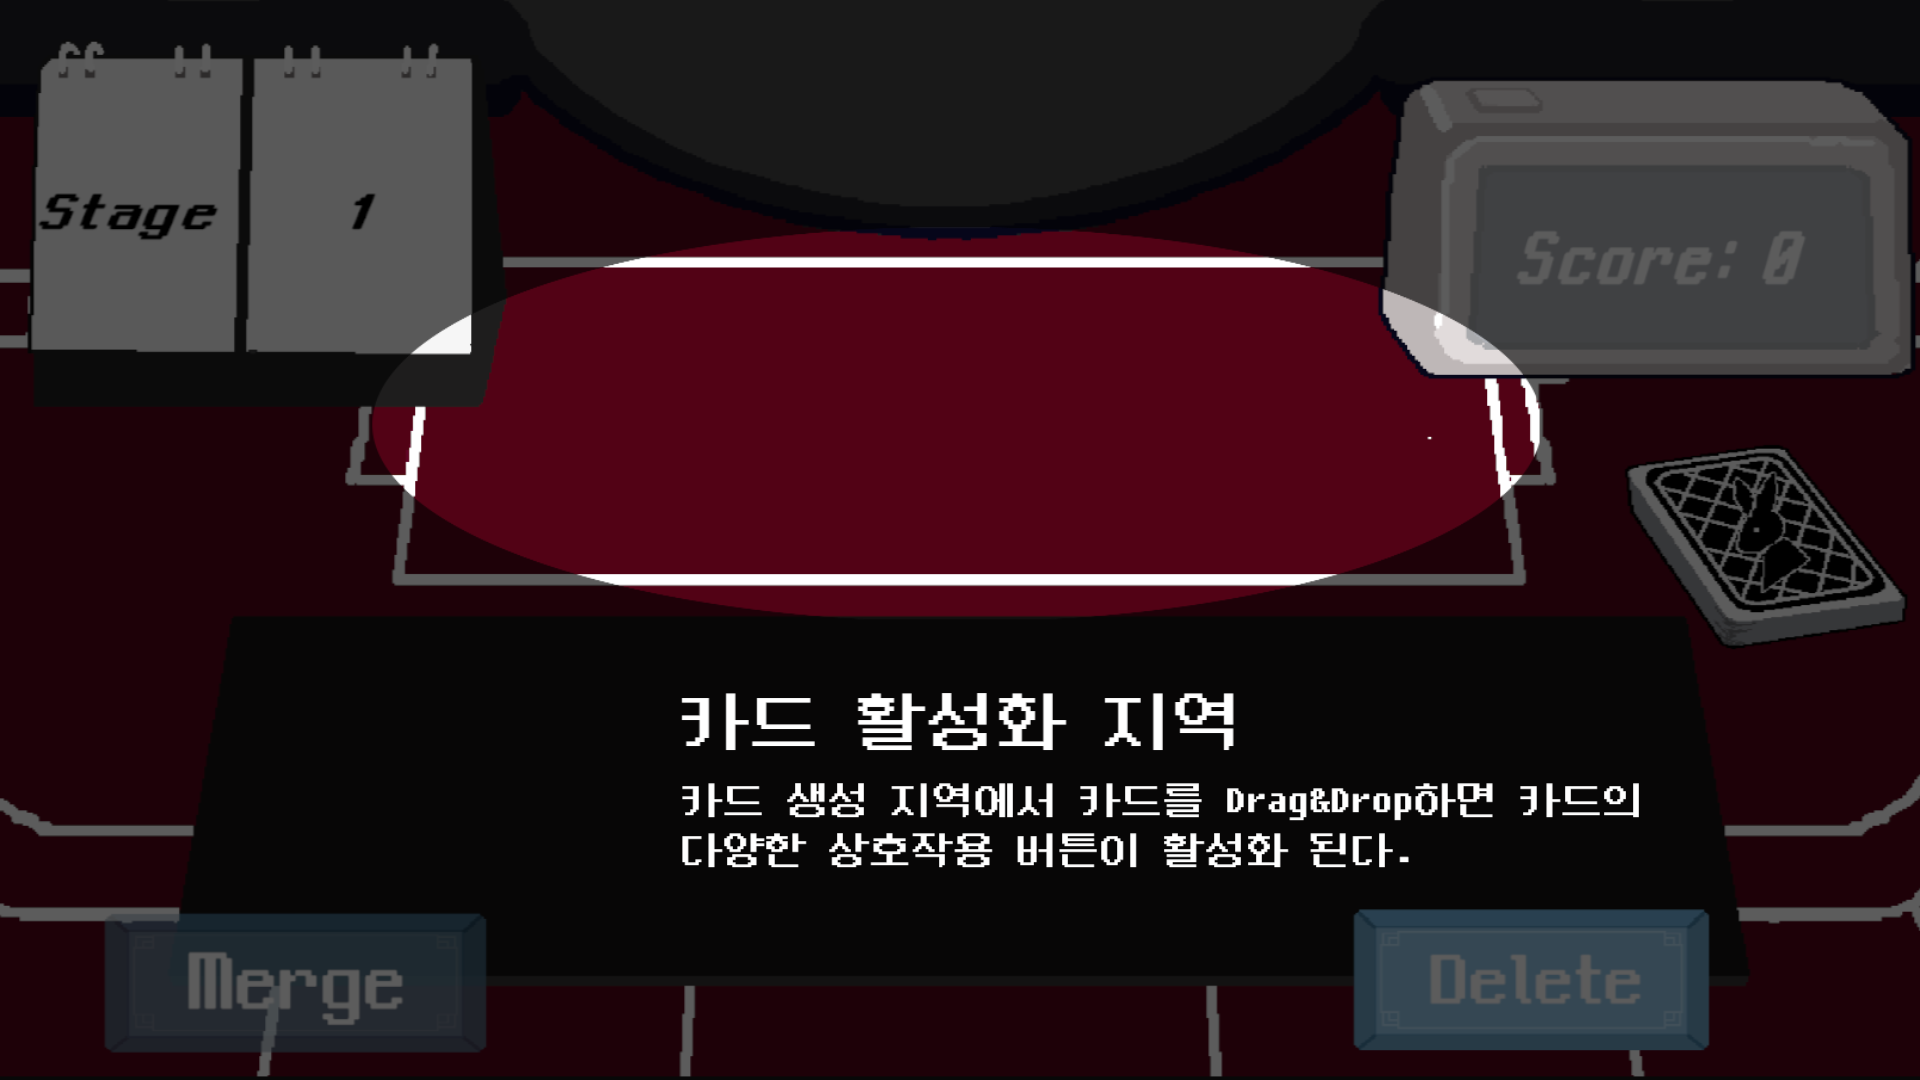 Stage 1
Score: 0
카드 활성화 지역
카드 생성 지역에서 카드를 Drag&Drop하면 카드의
다양한 상호작용 버튼이 활성화 된다.
Merge
Delete